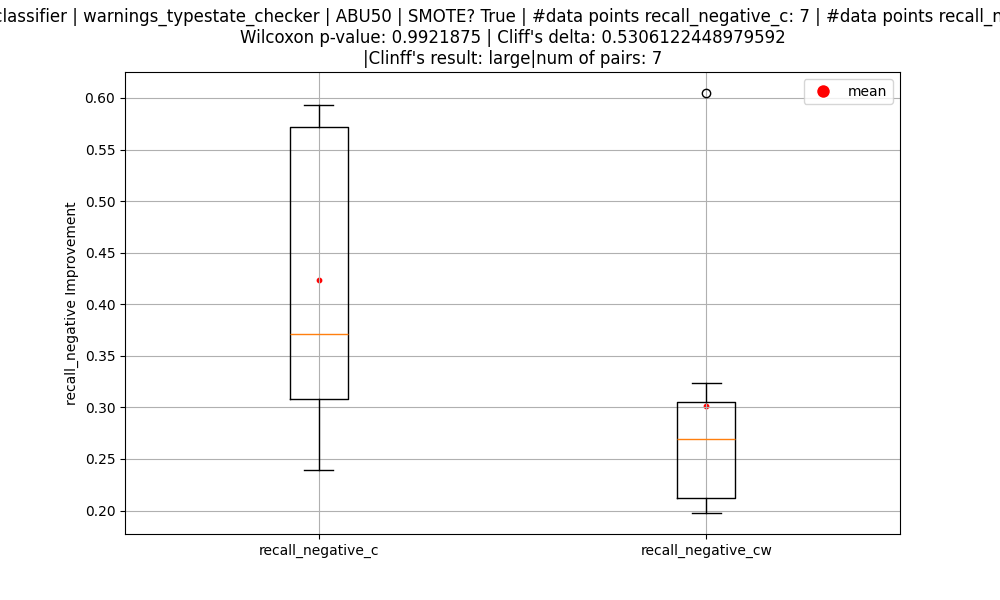 classifier | warnings_typestate_checker | ABU50 | SMOTE? True | #data points recall_negative_c: 7 | #data points
Wilcoxon p-value: 0.9921875 | Cliff's delta: 0.5306122448979592
|Clinff's result: large|num of pairs: 7
mean
0.60
0.55
0.50
0.45
0.40
0.35
0.30
0.25
0.20
recall_negative Improvement
recall_negative_c
recall_negative_cw